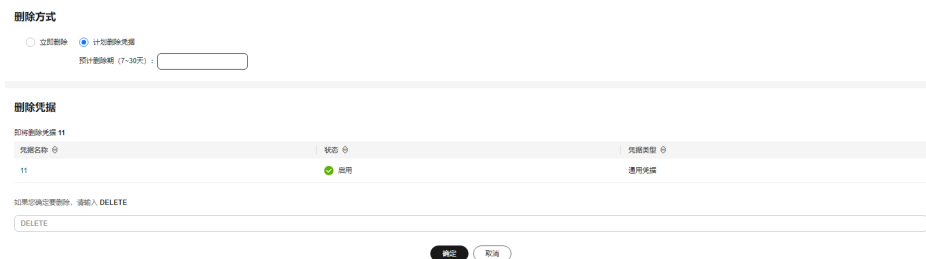 删除方式
立即删除 计划删除凭据
预计删除期（7~30天）：
删除凭据
即将删除凭据 11
凭据名称 状态 凭据类型
11 启用 通用凭据
如果您确定要删除，请输入 DELETE
DELETE
确定 取消